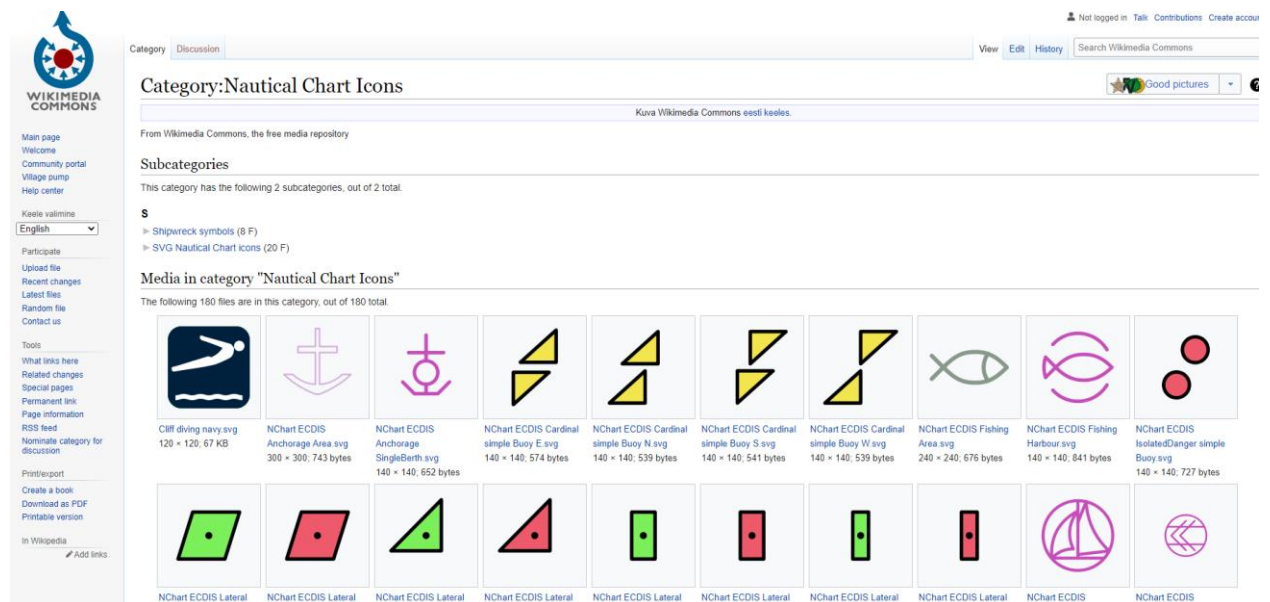 Not logged in Talk Contributions Create accou
Category Discussion
View Edit History Search Wikimedia Commons
WIKIMEDIA
COMMONS
Category:Nautical Chart Icons
Good pictures
?
Kuva Wikimedia Commons eesti keeles.
From Wikimedia Commons, the free media repository
Main page
Welcome
Community portal
Village pump
Help center
Keele valimine
English
Participate
Upload file
Recent changes
Latest files
Random file
Contact us
Tools
What links here
Related changes
Special pages
Permanent link
Page information
RSS feed
Nominate category for
discussion
Print/export
Create a book
Download as PDF
Printable version
In Wikipedia
Add links
Subcategories
This category has the following 2 subcategories, out of 2 total.
S
Shipwreck symbols (8 F)
SVG Nautical Chart icons (20 F)
Media in category "Nautical Chart Icons"
The following 180 files are in this category, out of 180 total.
Cliff diving navy.svg
120 × 120; 67 KB
NChart ECDIS
Anchorage Area.svg
300 × 300; 743 bytes
NChart ECDIS
Anchorage
SingleBerth.svg
140 × 140; 652 bytes
NChart ECDIS Cardinal
simple Buoy E.svg
140 × 140; 574 bytes
NChart ECDIS Cardinal
simple Buoy N.svg
140 × 140; 539 bytes
NChart ECDIS Cardinal
simple Buoy S.svg
140 × 140; 541 bytes
NChart ECDIS Cardinal
simple Buoy W.svg
140 × 140; 539 bytes
NChart ECDIS Fishing
Area.svg
240 × 240; 676 bytes
NChart ECDIS Fishing
Harbour.svg
140 × 140; 841 bytes
NChart ECDIS
IsolatedDanger simple
Buoy.svg
140 × 140; 727 bytes
NChart ECDIS Lateral
NChart ECDIS Lateral
NChart ECDIS Lateral
NChart ECDIS Lateral
NChart ECDIS Lateral
NChart ECDIS Lateral
NChart ECDIS Lateral
NChart ECDIS Lateral
NChart ECDIS
NChart ECDIS